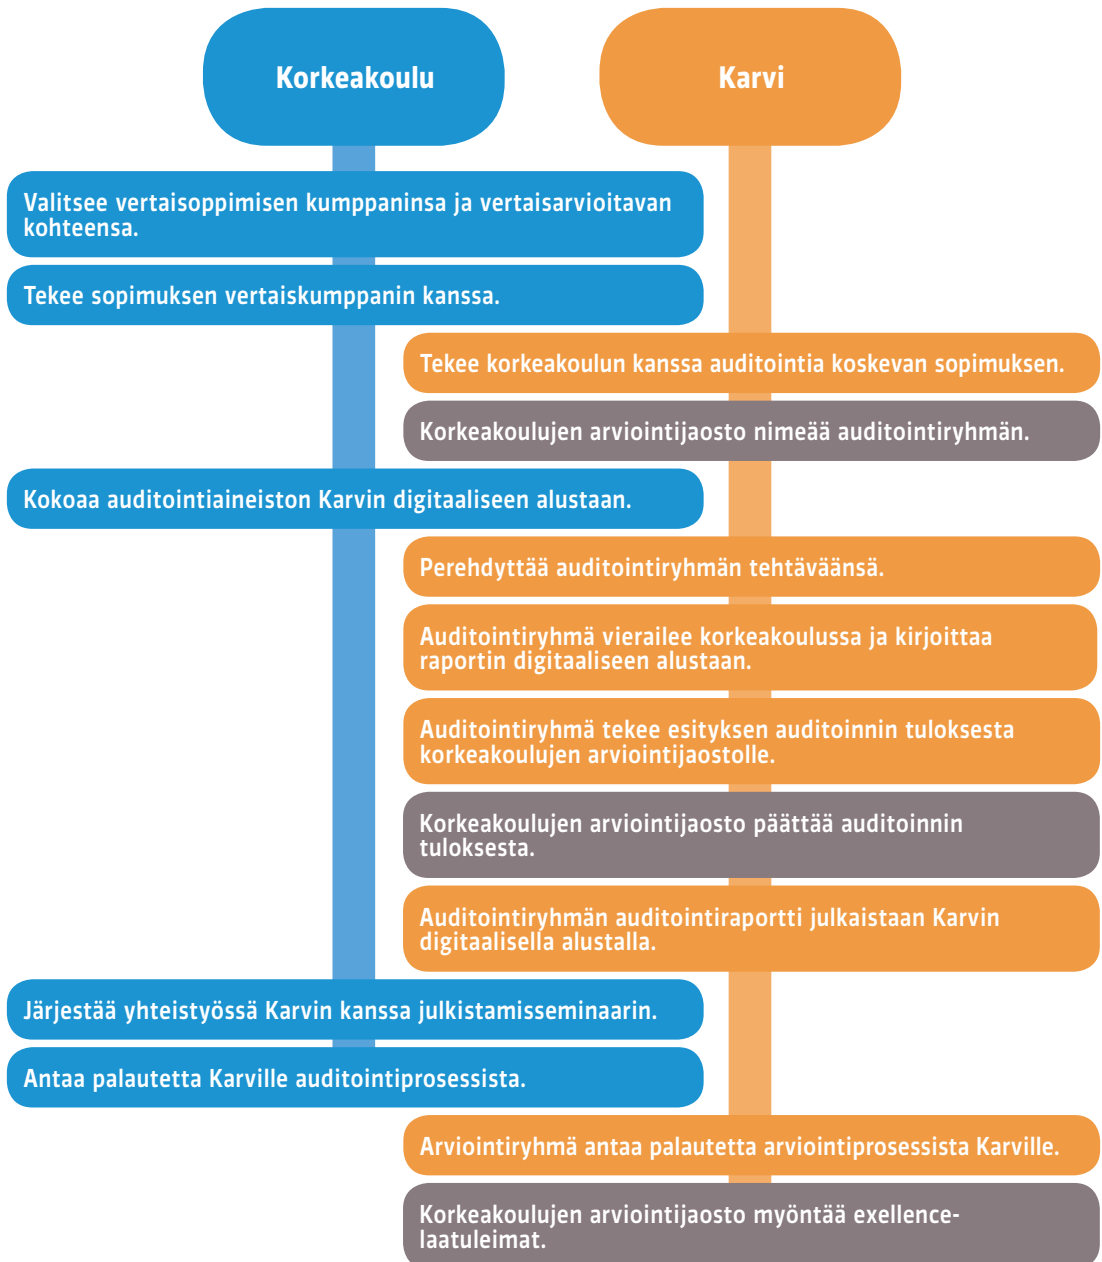 Korkeakoulu
Karvi
Valitsee vertaisoppimisen kumppaninsa ja vertaisarvioitavan
kohteensa.
Tekee sopimuksen vertaiskumppanin kanssa.
Tekee korkeakoulun kanssa auditointia koskevan sopimuksen.
Korkeakoulujen arviointijaosto nimeää auditointiryhmän.
Kokoaa auditointiaineiston Karvin digitaaliseen alustaan.
Perehdyttää auditointiryhmän tehtäväänsä.
Auditointiryhmä vierailee korkeakoulussa ja kirjoittaa
raportin digitaaliseen alustaan.
Auditointiryhmä tekee esityksen auditoinnin tuloksesta
korkeakoulujen arviointijaostolle.
Korkeakoulujen arviointijaosto päättää auditoinnin
tuloksesta.
Auditointiryhmän auditointiraportti julkaistaan Karvin
digitaalisella alustalla.
Järjestää yhteistyössä Karvin kanssa julkistamisseminaarin.
Antaa palautetta Karville auditointiprosessista.
Arviointiryhmä antaa palautetta arviointiprosessista Karville.
Korkeakoulujen arviointijaosto myöntää exellence-
laatuleimat.